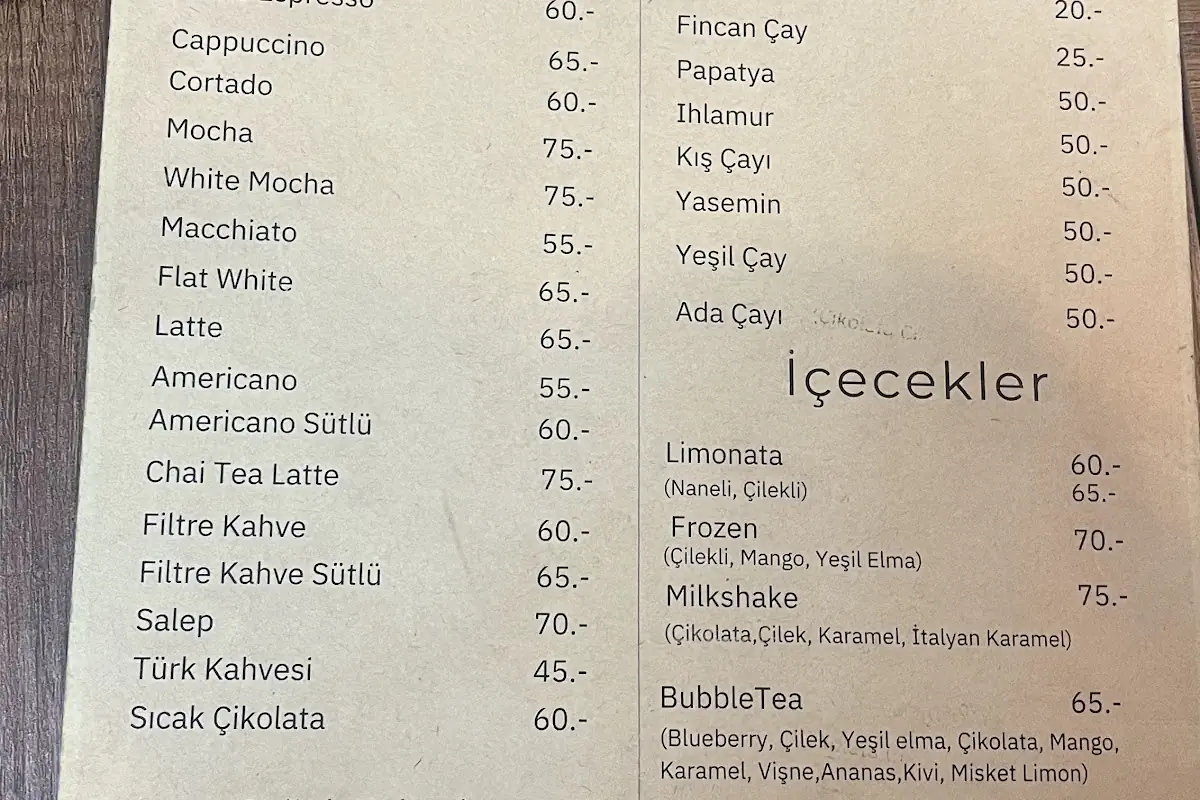 Espresso 60.-
Cappuccino 65.-
Cortado 60.-
Mocha 75.-
White Mocha 75.-
Macchiato 55.-
Flat White 65.-
Latte 65.-
Americano 55.-
Americano Sütlü 60.-
Chai Tea Latte 75.-
Filtre Kahve 60.-
Filtre Kahve Sütlü 65.-
Salep 70.-
Türk Kahvesi 45.-
Sıcak Çikolata 60.-
20.-
Fincan Çay 25.-
Papatya 50.-
Ihlamur 50.-
Kış Çayı 50.-
Yasemin 50.-
Yeşil Çay 50.-
Ada Çayı 50.-
İçecekler
Limonata 60.-
(Naneli, Çilekli) 65.-
Frozen 70.-
(Çilekli, Mango, Yeşil Elma)
Milkshake 75.-
(Çikolata,Çilek, Karamel, İtalyan Karamel)
BubbleTea 65.-
(Blueberry, Çilek, Yeşil elma, Çikolata, Mango,
Karamel, Vişne,Ananas,Kivi, Misket Limon)